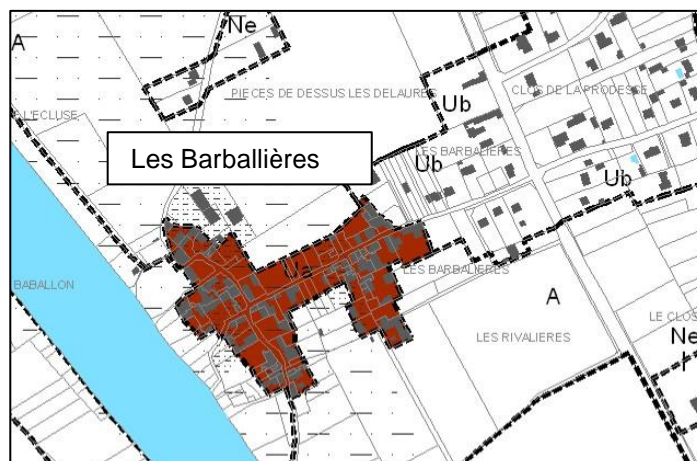 Ne
A
PIECES DE DESSUS LES DELAURES
CLOS DE LA PRODESSE
Ub
L'ECLUSE
Les Barballières
LES BARBALIERES
Ub
Ub
Ua
LES BARBALIERES
BABALLON
A
LE CLOS
LES RIVALIERES
Ne